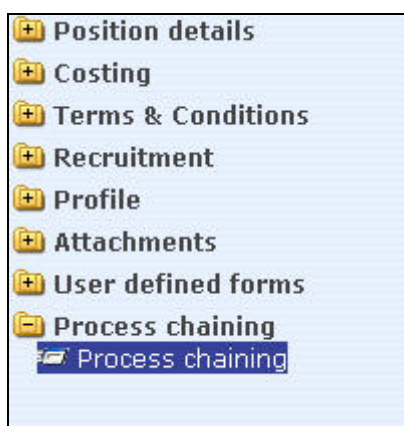 Position details
Costing
Terms & Conditions
Recruitment
Profile
Attachments
User defined forms
Process chaining
Process chaining